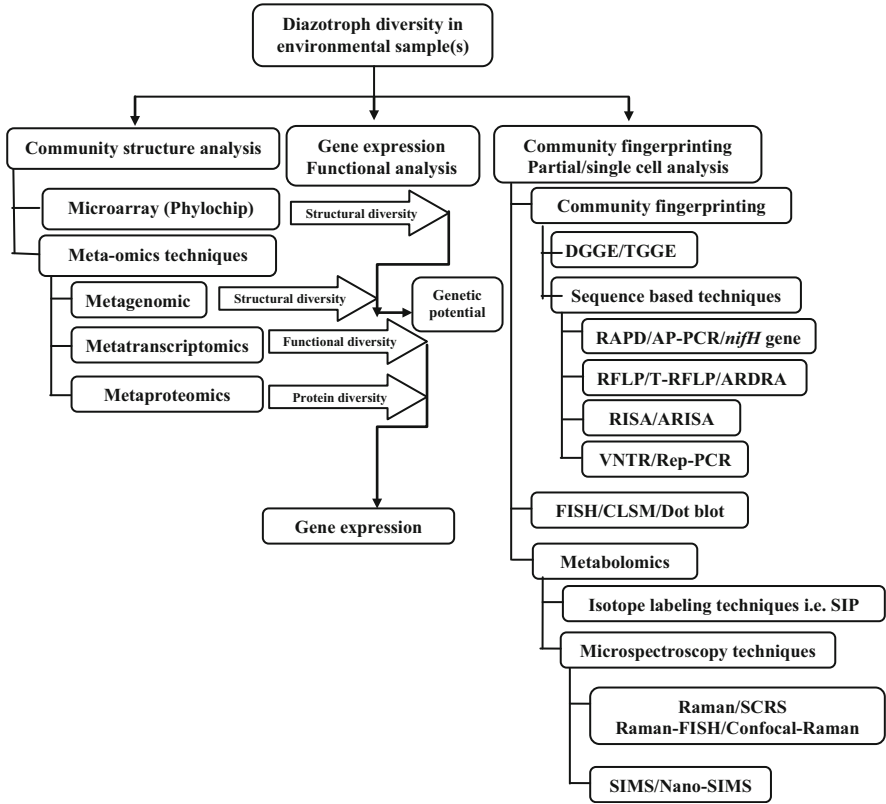 Diazotroph diversity in
environmental sample(s)
Community structure analysis
Gene expression
Functional analysis
Community fingerprinting
Partial/single cell analysis
Microarray (Phylochip)
Structural diversity
Meta-omics techniques
Metagenomic
Structural diversity
Genetic
potential
Metatranscriptomics
Functional diversity
Metaproteomics
Protein diversity
Gene expression
Community fingerprinting
DGGE/TGGE
Sequence based techniques
RAPD/AP-PCR/nifH gene
RFLP/T-RFLP/ARDRA
RISA/ARISA
VNTR/Rep-PCR
FISH/CLSM/Dot blot
Metabolomics
Isotope labeling techniques i.e. SIP
Microspectroscopy techniques
Raman/SCRS
Raman-FISH/Confocal-Raman
SIMS/Nano-SIMS